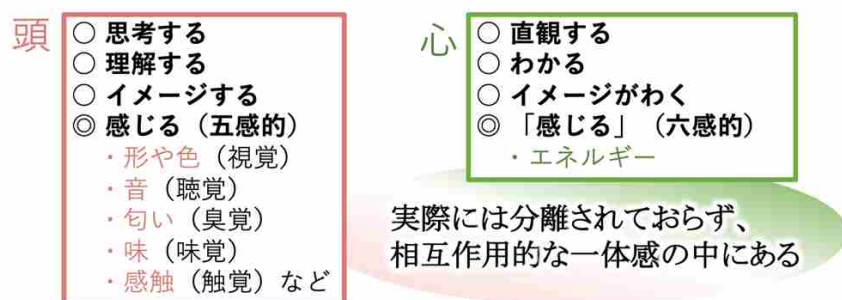 頭
○ 思考する
○ 理解する
○ イメージする
◎ 感じる（五感的）
・形や色（視覚）
・音（聴覚）
・匂い（臭覚）
・味（味覚）
・感触（触覚）など
心
○ 直観する
○ わかる
○ イメージがわく
◎ 「感じる」（六感的）
・エネルギー
実際には分離されておらず、
相互作用的な一体感の中にある